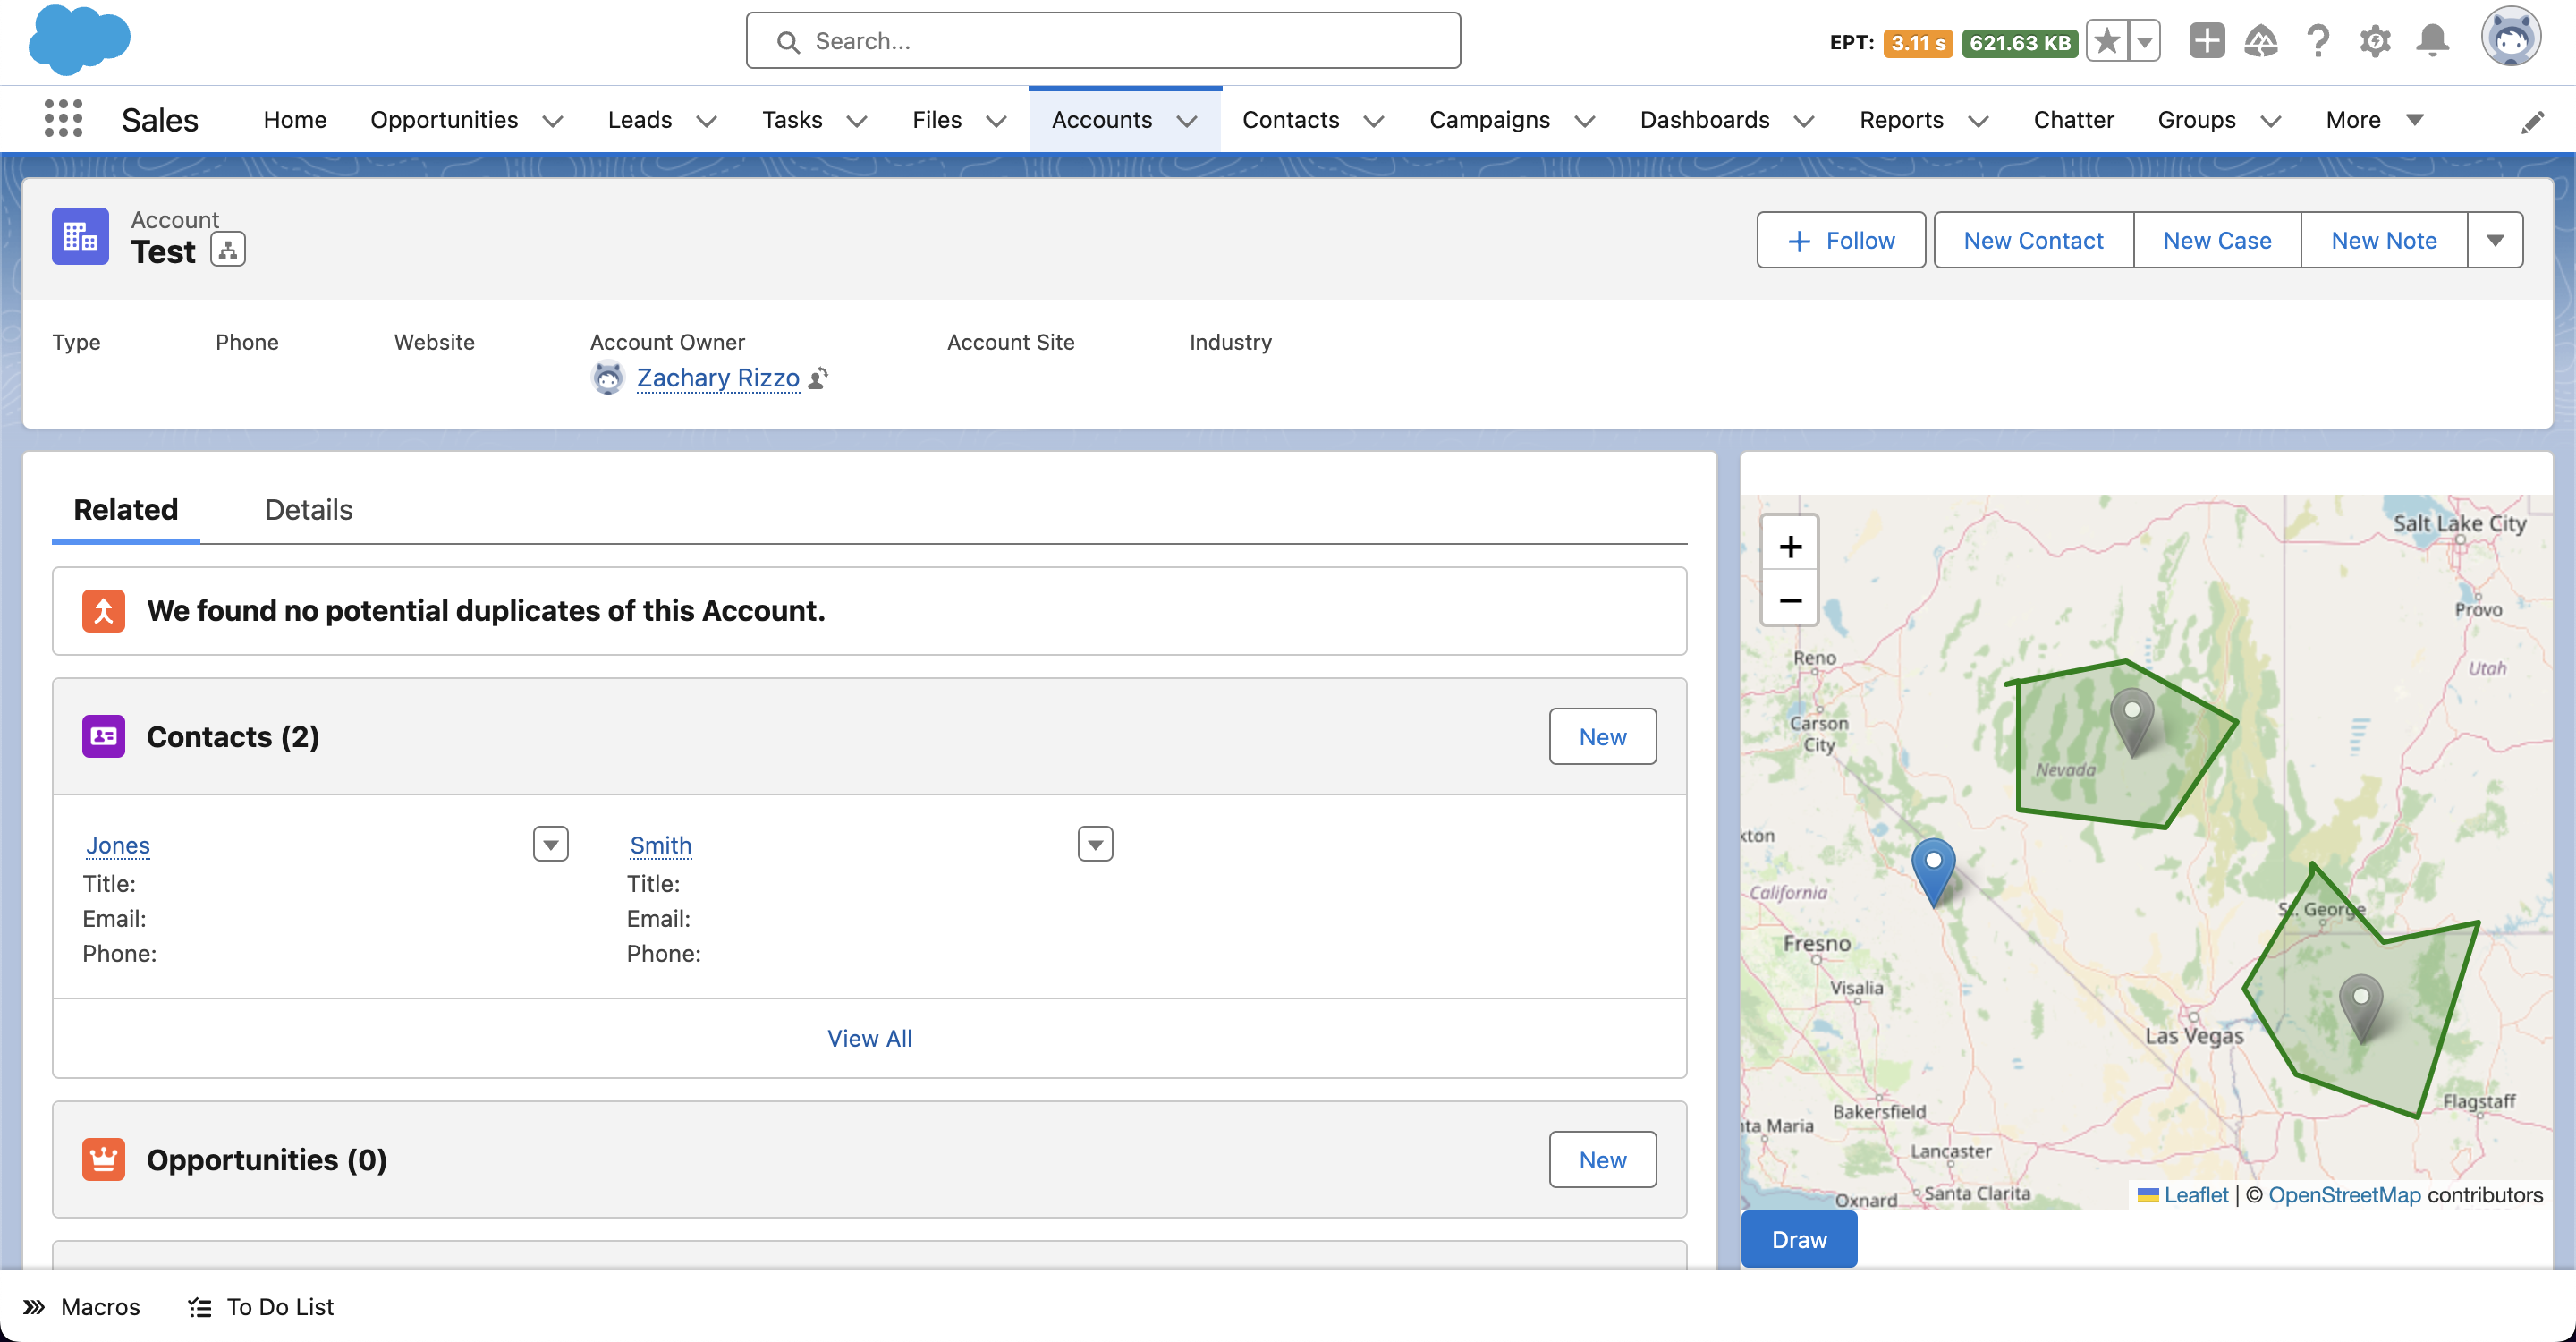 Search...
EPT: 3.11 s 621.63 KB
Sales Home Opportunities Leads Tasks Files Accounts Contacts Campaigns Dashboards Reports Chatter Groups More
Account
Test
Follow New Contact New Case New Note
Type Phone Website Account Owner Account Site Industry
Zachary Rizzo
Related Details
We found no potential duplicates of this Account.
Contacts (2)
New
Jones
Title:
Email:
Phone:
Smith
Title:
Email:
Phone:
View All
Opportunities (0)
New
+
−
Salt Lake City
Provo
Reno
Utah
Carson
City
Nevada
kton
California
St. George
Fresno
Visalia
Las Vegas
Bakersfield
Flagstaff
ta Maria
Lancaster
Santa Clarita
Oxnard
Leaflet | © OpenStreetMap contributors
Draw
Macros To Do List